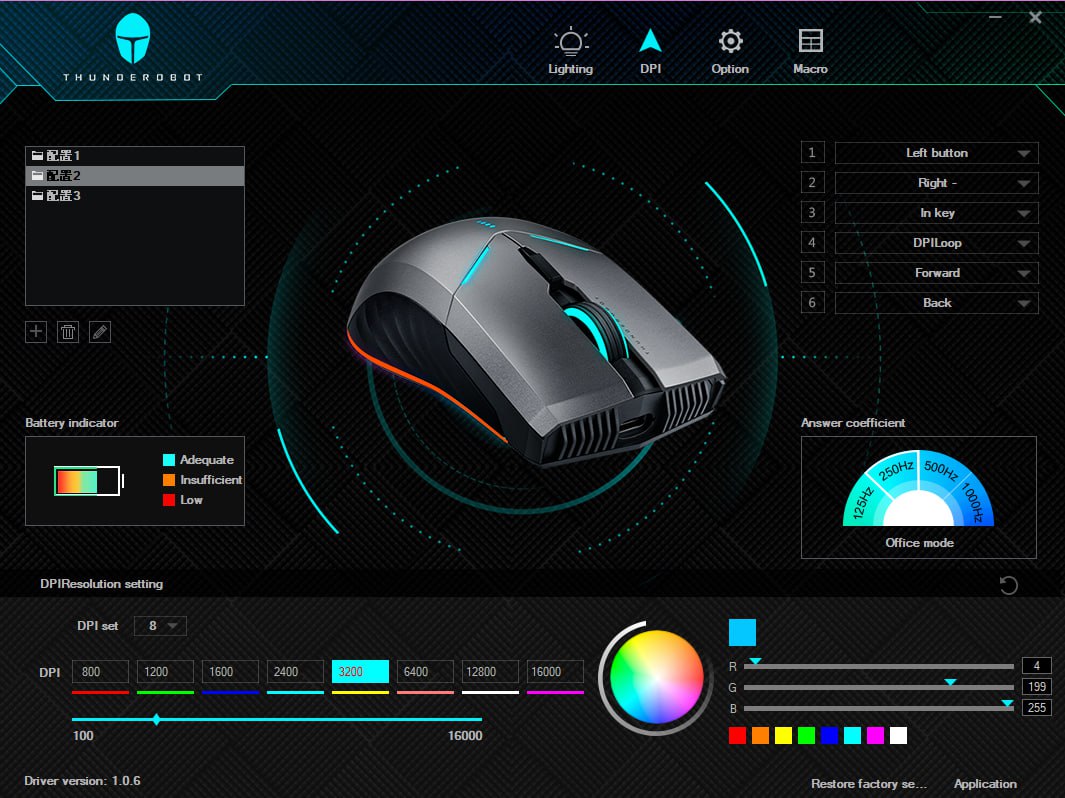 THUNDEROBOT
Lighting DPI Option Macro
配置1
配置2
配置3
1 Left button
2 Right -
3 In key
4 DPILoop
5 Forward
6 Back
Battery indicator
Adequate
Insufficient
Low
Answer coefficient
125Hz 250Hz 500Hz 1000Hz
Office mode
DPIResolution setting
DPI set 8
DPI 800 1200 1600 2400 3200 6400 12800 16000
100 16000
R 4
G 199
B 255
Driver version: 1.0.6
Restore factory se... Application